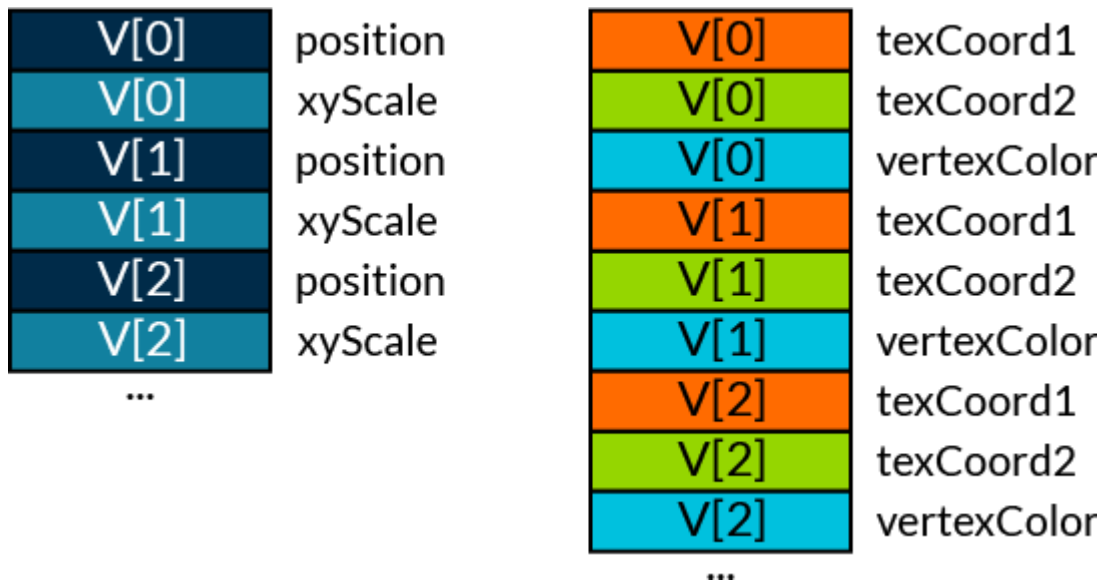 V[0] position
V[0] xyScale
V[1] position
V[1] xyScale
V[2] position
V[2] xyScale
...
V[0] texCoord1
V[0] texCoord2
V[0] vertexColor
V[1] texCoord1
V[1] texCoord2
V[1] vertexColor
V[2] texCoord1
V[2] texCoord2
V[2] vertexColor
...